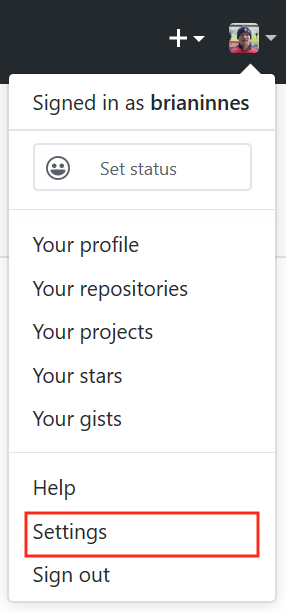 Signed in as brianinnes
Set status
Your profile
Your repositories
Your projects
Your stars
Your gists
Help
Settings
Sign out